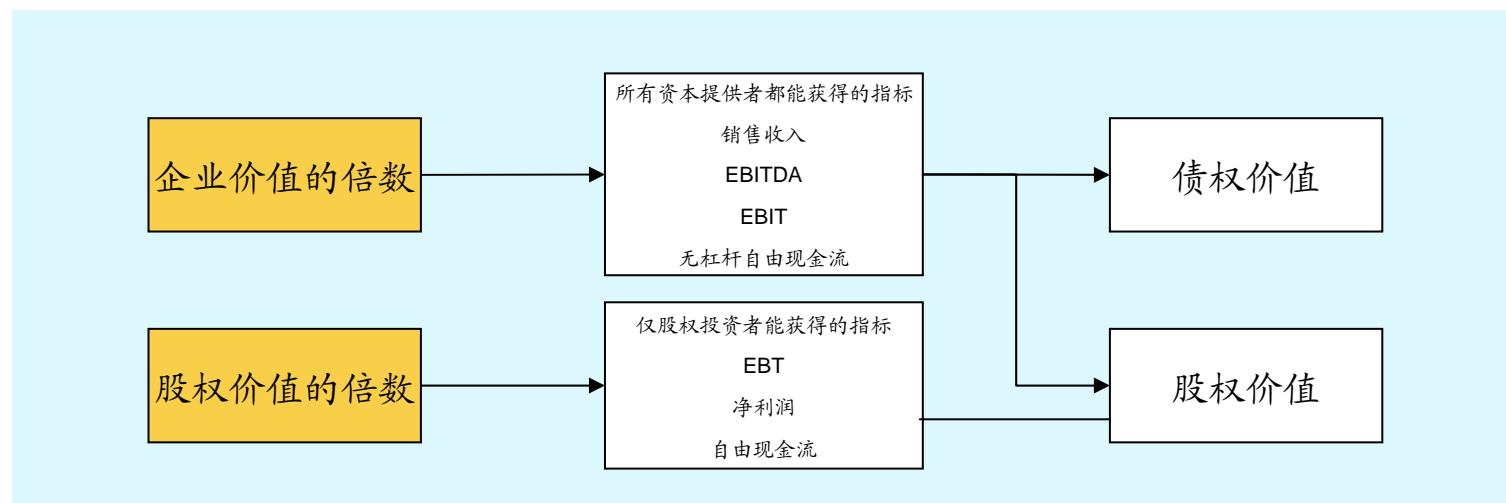 企业价值的倍数
所有资本提供者都能获得的指标
销售收入
EBITDA
EBIT
无杠杆自由现金流
债权价值
股权价值的倍数
仅股权投资者能获得的指标
EBT
净利润
自由现金流
股权价值